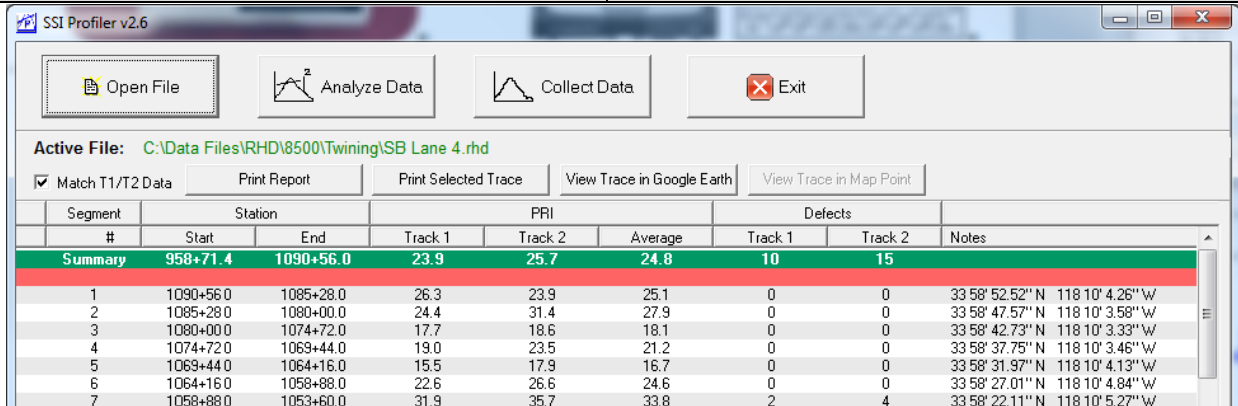 SSI Profiler v2.6
Open File Analyze Data Collect Data Exit
Active File: C:\Data Files\RHD\8500\Twining\SB Lane 4.rhd
Match T1/T2 Data Print Report Print Selected Trace View Trace in Google Earth View Trace in Map Point
Segment Station PRI Defects
# Start End Track 1 Track 2 Average Track 1 Track 2 Notes
Summary 958+71.4 1090+56.0 23.9 25.7 24.8 10 15
1 1090+56.0 1085+28.0 26.3 23.9 25.1 0 0 33 58' 52.52" N 118 10' 4.26" W
2 1085+28.0 1080+00.0 24.4 31.4 27.9 0 0 33 58' 47.57" N 118 10' 3.58" W
3 1080+00.0 1074+72.0 17.7 18.6 18.1 0 0 33 58' 42.73" N 118 10' 3.33" W
4 1074+72.0 1069+44.0 19.0 23.5 21.2 0 0 33 58' 37.75" N 118 10' 3.46" W
5 1069+44.0 1064+16.0 15.5 17.9 16.7 0 0 33 58' 31.97" N 118 10' 4.13" W
6 1064+16.0 1058+88.0 22.6 26.6 24.6 0 0 33 58' 27.01" N 118 10' 4.84" W
7 1058+88.0 1053+60.0 31.9 35.7 33.8 2 4 33 58' 22.11" N 118 10' 5.27" W